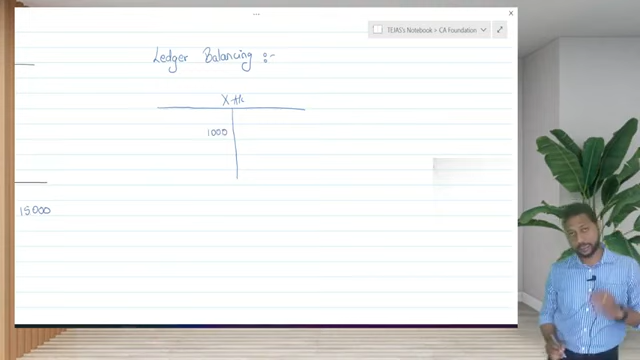 TEJAS's Notebook > CA Foundation
Ledger Balancing :-
X A/c
1000
15000